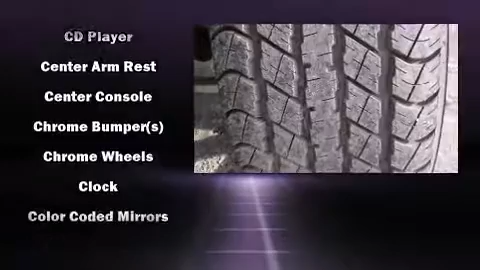 CD Player
Center Arm Rest
Center Console
Chrome Bumper(s)
Chrome Wheels
Clock
Color Coded Mirrors